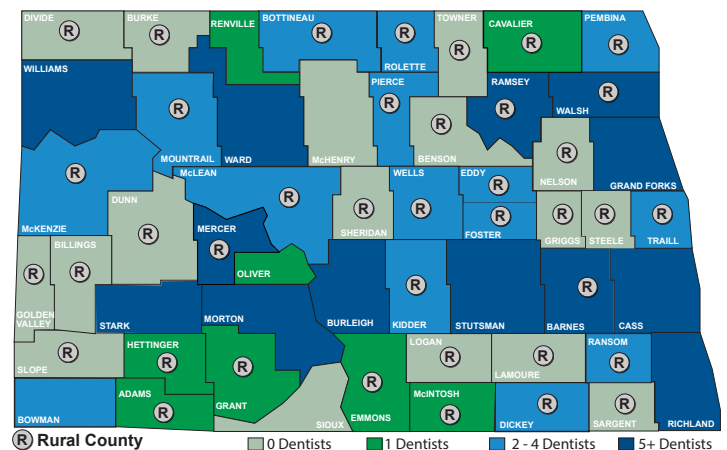 DIVIDE
R
BURKE
R
RENVILLE
BOTTINEAU
R
ROLETTE
R
TOWNER
R
CAVALIER
R
PEMBINA
R
WILLIAMS
MOUNTRAIL
R
WARD
McHENRY
PIERCE
R
BENSON
R
RAMSEY
R
WALSH
R
McKENZIE
R
DUNN
R
McLEAN
R
SHERIDAN
R
WELLS
R
EDDY
R
FOSTER
R
NELSON
R
GRAND FORKS
GRIGGS
R
STEELE
R
TRAILL
R
MERCER
R
OLIVER
GOLDEN
VALLEY
R
BILLINGS
R
STARK
MORTON
BURLEIGH
KIDDER
R
STUTSMAN
BARNES
R
CASS
SLOPE
R
HETTINGER
R
GRANT
R
EMMONS
R
LOGAN
R
LAMOURE
R
RANSOM
R
BOWMAN
ADAMS
R
SIOUX
McINTOSH
R
DICKEY
R
SARGENT
R
RICHLAND
R Rural County
0 Dentists
1 Dentists
2 - 4 Dentists
5+ Dentists